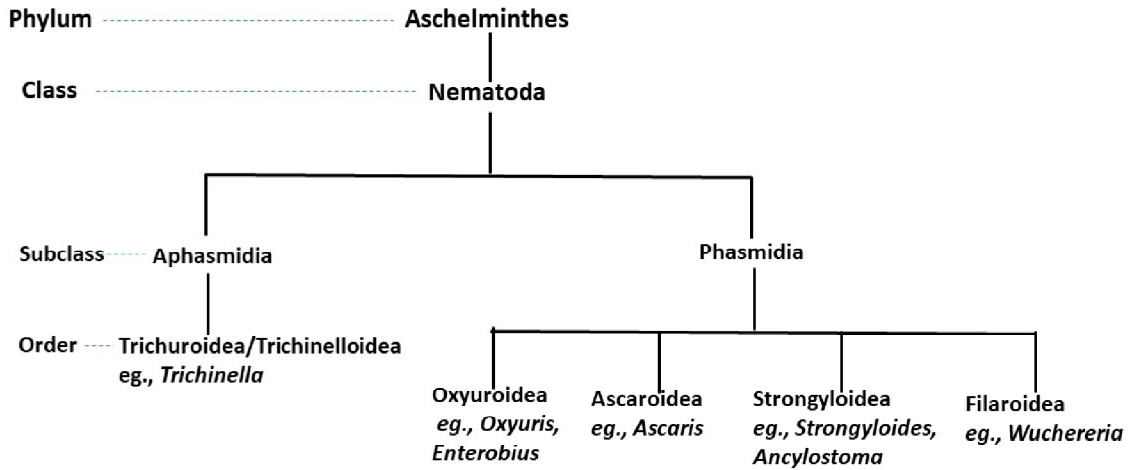 Phylum Aschelminthes
Class Nematoda
Subclass Aphasmidia Phasmidia
Order Trichuroidea/Trichinelloidea
eg., Trichinella
Oxyuroidea
eg., Oxyuris,
Enterobius
Ascaroidea
eg., Ascaris
Strongyloidea
eg., Strongyloides,
Ancylostoma
Filaroidea
eg., Wuchereria